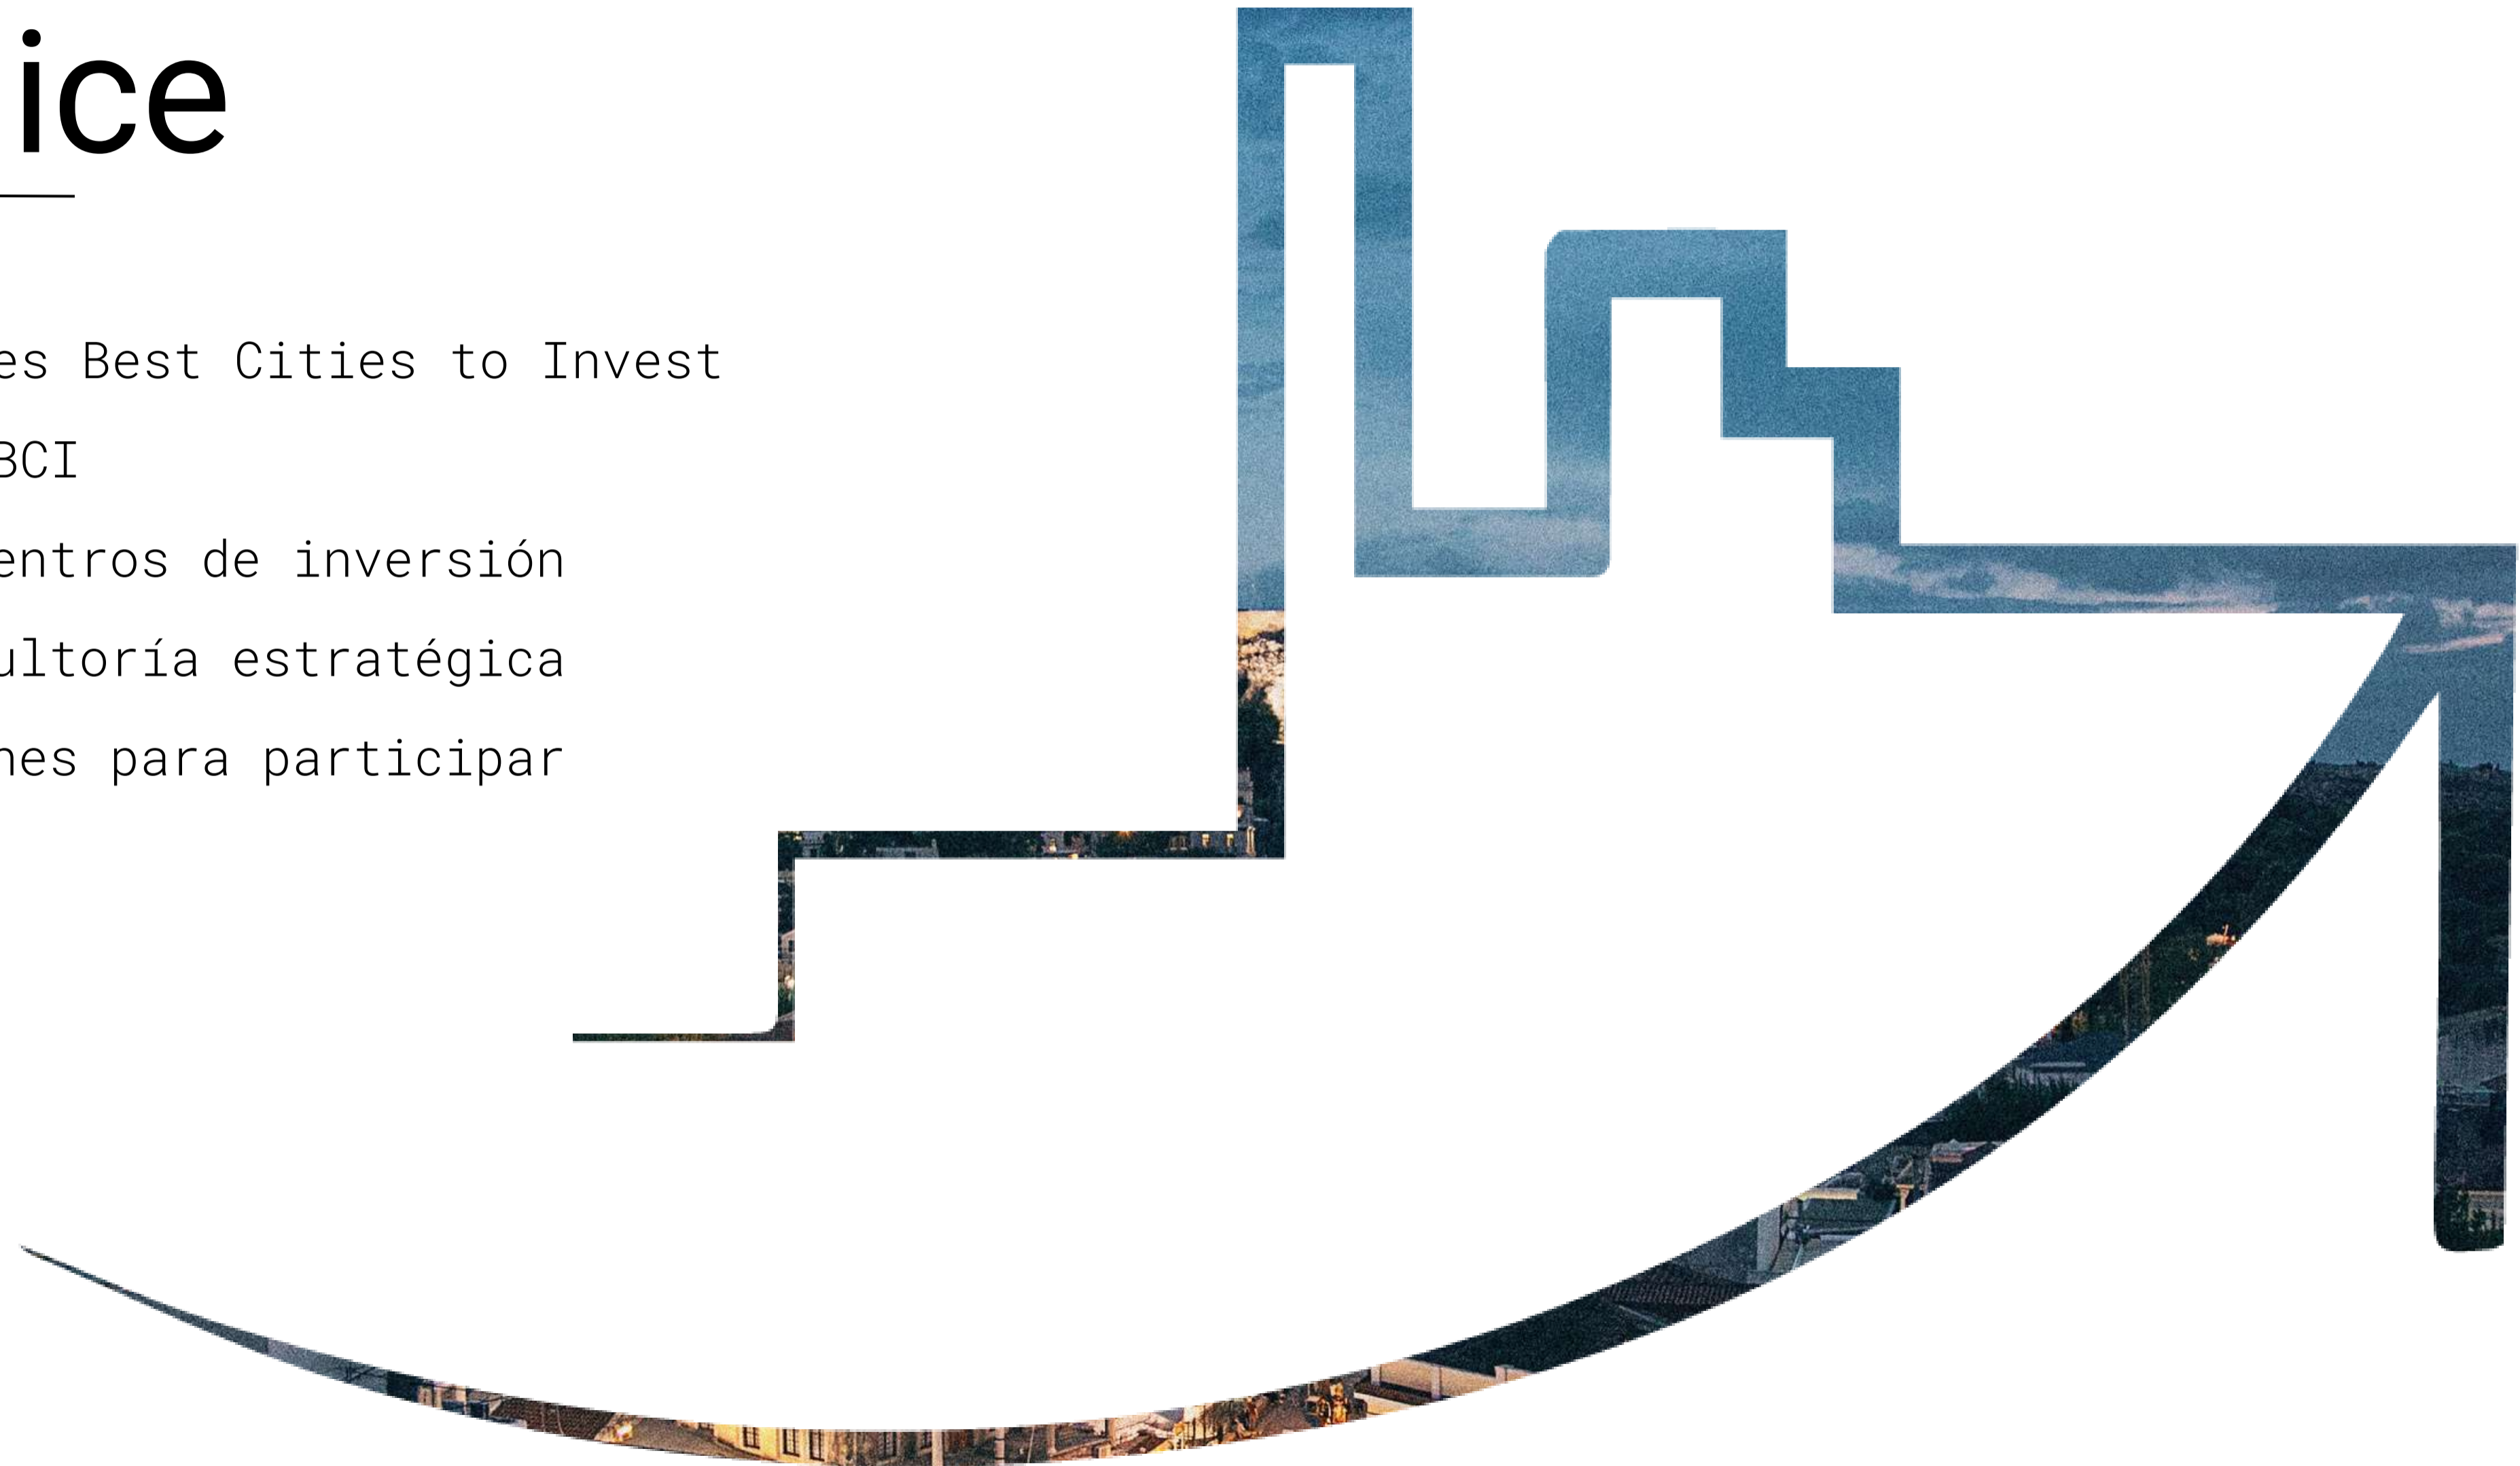 ice
es Best Cities to Invest
BCI
entros de inversión
ultoría estratégica
nes para participar